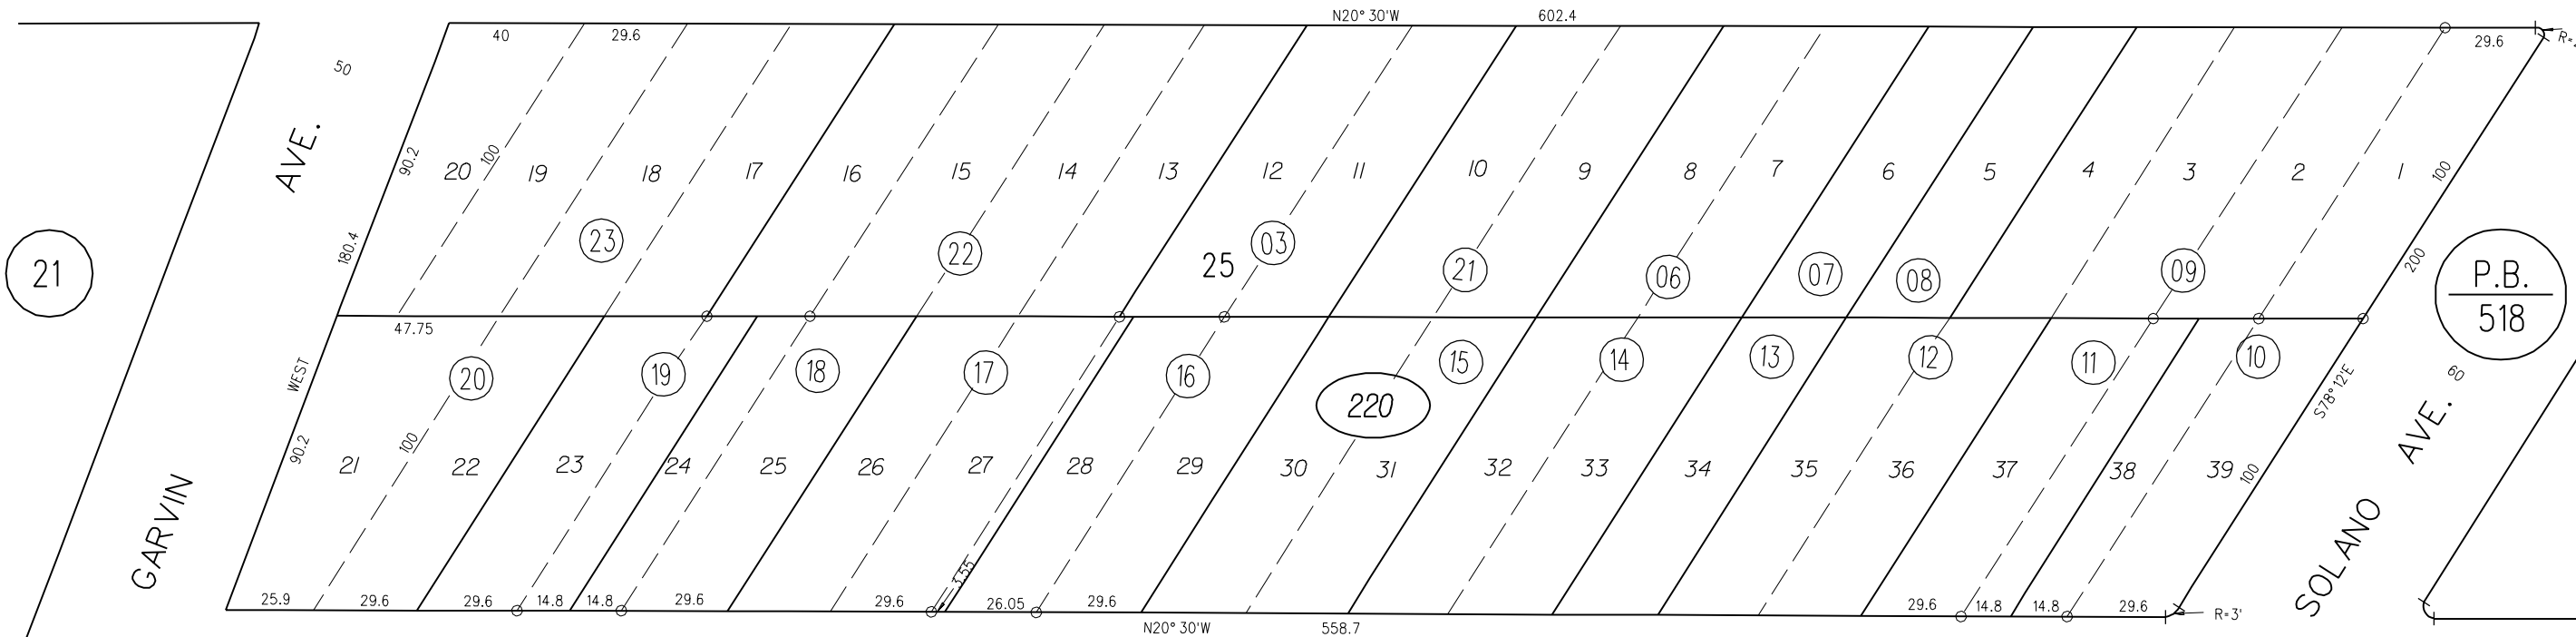 N20° 30'W 602.4
40 29.6 29.6 R=
50
AVE.
90.2 100 100
20 19 18 17 16 15 14 13 12 11 10 9 8 7 6 5 4 3 2 1
180.4 200
21 23 22 25 03 21 06 07 08 09 P.B.
518
47.75
WEST
20 19 18 17 16 15 14 13 12 11 10
220
S78° 12'E 60
AVE.
90.2 100 100
21 22 23 24 25 26 27 28 29 30 31 32 33 34 35 36 37 38 39
GARVIN
SOLANO
3.55
25.9 29.6 29.6 14.8 14.8 29.6 29.6 26.05 29.6 29.6 14.8 14.8 29.6 R=3'
N20° 30'W 558.7